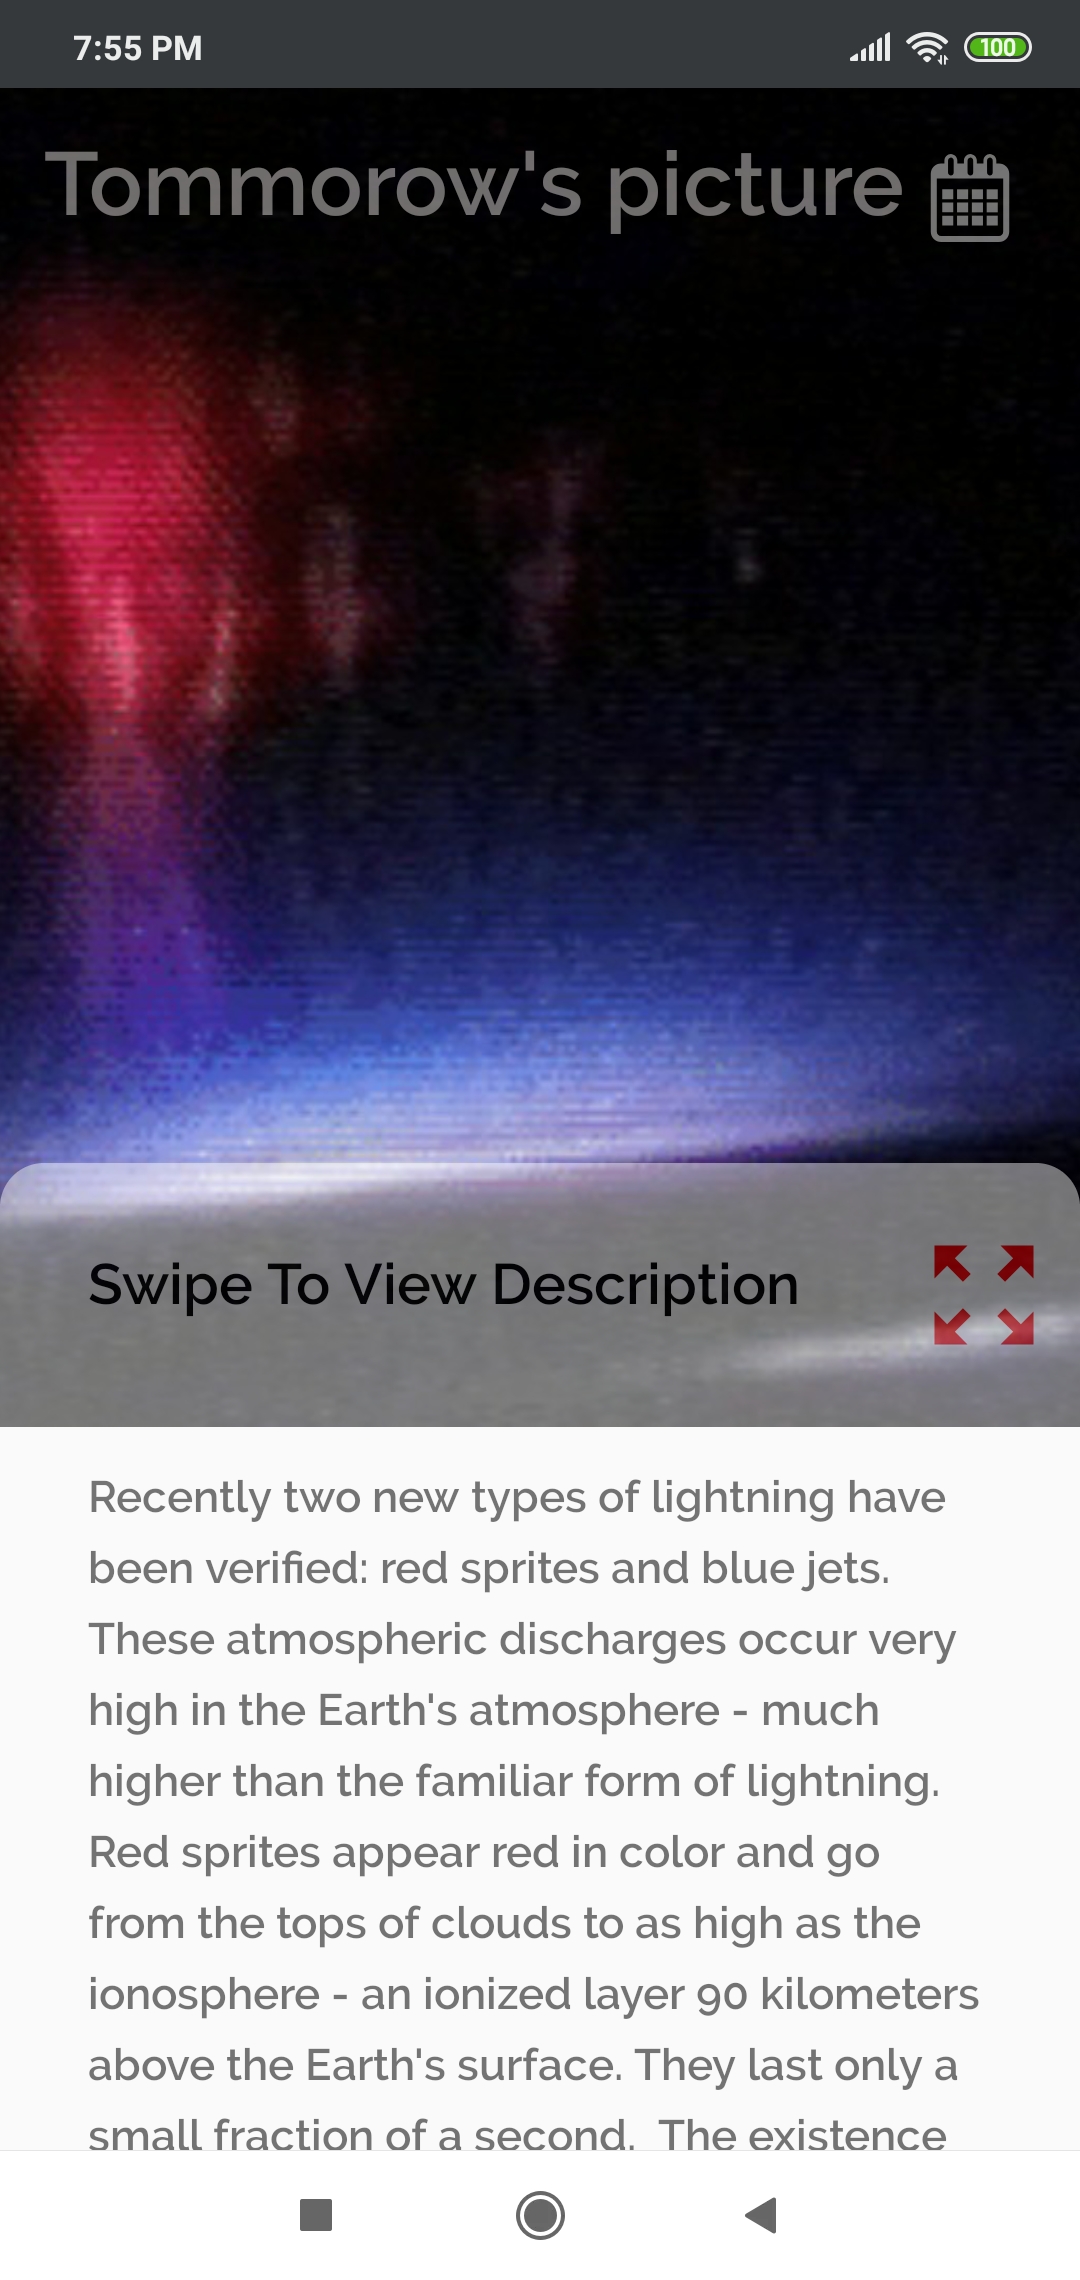 7:55 PM
100
Tommorow's picture
Swipe To View Description
Recently two new types of lightning have
been verified: red sprites and blue jets.
These atmospheric discharges occur very
high in the Earth's atmosphere - much
higher than the familiar form of lightning.
Red sprites appear red in color and go
from the tops of clouds to as high as the
ionosphere - an ionized layer 90 kilometers
above the Earth's surface. They last only a
small fraction of a second.  The existence